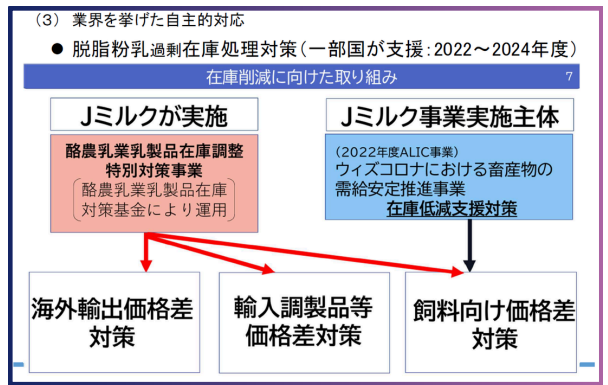 (3) 業界を挙げた自主的対応
● 脱脂粉乳過剰在庫処理対策(一部国が支援:2022~2024年度)
在庫削減に向けた取り組み 7
Jミルクが実施
酪農乳業乳製品在庫調整
特別対策事業
酪農乳業乳製品在庫
対策基金により運用
Jミルク事業実施主体
(2022年度ALIC事業)
ウィズコロナにおける畜産物の
需給安定推進事業
在庫低減支援対策
海外輸出価格差
対策
輸入調製品等
価格差対策
飼料向け価格差
対策